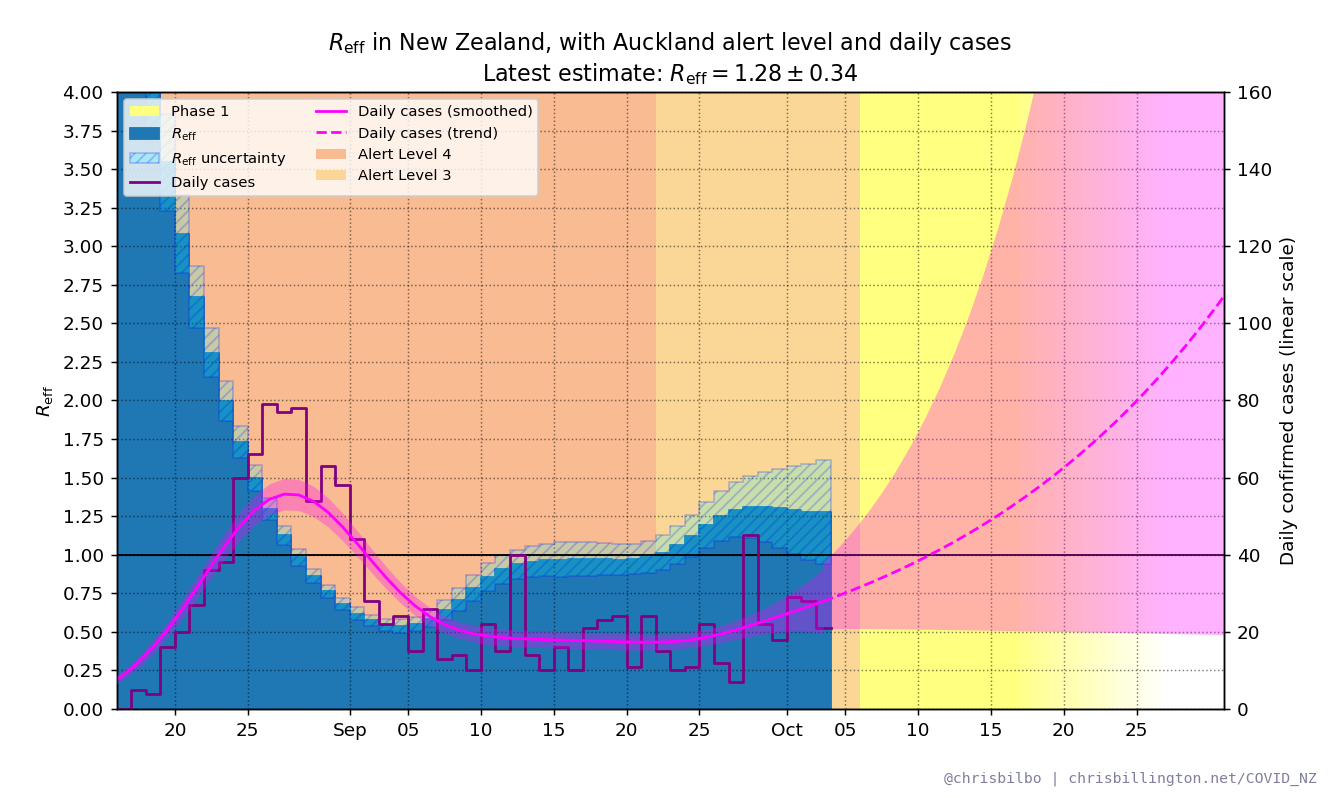 R_eff in New Zealand, with Auckland alert level and daily cases
Latest estimate: R_eff = 1.28 ± 0.34
Phase 1
R_eff
R_eff uncertainty
Daily cases
Daily cases (smoothed)
Daily cases (trend)
Alert Level 4
Alert Level 3
R_eff
4.00
3.75
3.50
3.25
3.00
2.75
2.50
2.25
2.00
1.75
1.50
1.25
1.00
0.75
0.50
0.25
0.00
160
140
120
100
80
60
40
20
0
Daily confirmed cases (linear scale)
20 25 Sep 05 10 15 20 25 Oct 05 10 15 20 25
@chrisbilbo | chrisbillington.net/COVID_NZ